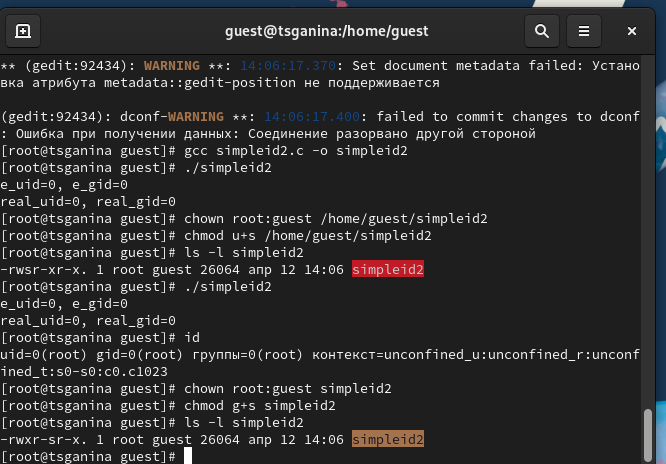 guest@tsganina:/home/guest
** (gedit:92434): WARNING **: 14:06:17.370: Set document metadata failed: Устано
вка атрибута metadata::gedit-position не поддерживается
(gedit:92434): dconf-WARNING **: 14:06:17.400: failed to commit changes to dconf
: Ошибка при получении данных: Соединение разорвано другой стороной
[root@tsganina guest]# gcc simpleid2.c -o simpleid2
[root@tsganina guest]# ./simpleid2
e_uid=0, e_gid=0
real_uid=0, real_gid=0
[root@tsganina guest]# chown root:guest /home/guest/simpleid2
[root@tsganina guest]# chmod u+s /home/guest/simpleid2
[root@tsganina guest]# ls -l simpleid2
-rwsr-xr-x. 1 root guest 26064 апр 12 14:06 simpleid2
[root@tsganina guest]# ./simpleid2
e_uid=0, e_gid=0
real_uid=0, real_gid=0
[root@tsganina guest]# id
uid=0(root) gid=0(root) группы=0(root) контекст=unconfined_u:unconfined_r:unconf
ined_t:s0-s0:c0.c1023
[root@tsganina guest]# chown root:guest simpleid2
[root@tsganina guest]# chmod g+s simpleid2
[root@tsganina guest]# ls -l simpleid2
-rwxr-sr-x. 1 root guest 26064 апр 12 14:06 simpleid2
[root@tsganina guest]#